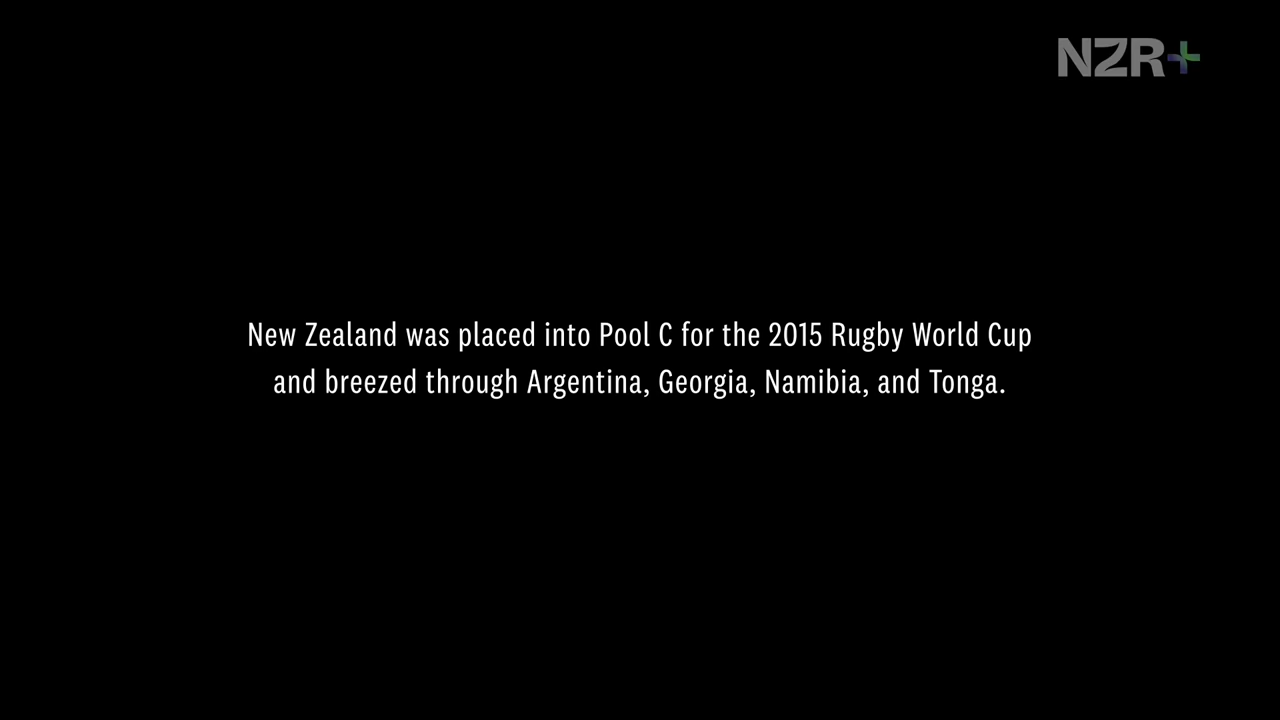 NZR+
New Zealand was placed into Pool C for the 2015 Rugby World Cup
and breezed through Argentina, Georgia, Namibia, and Tonga.